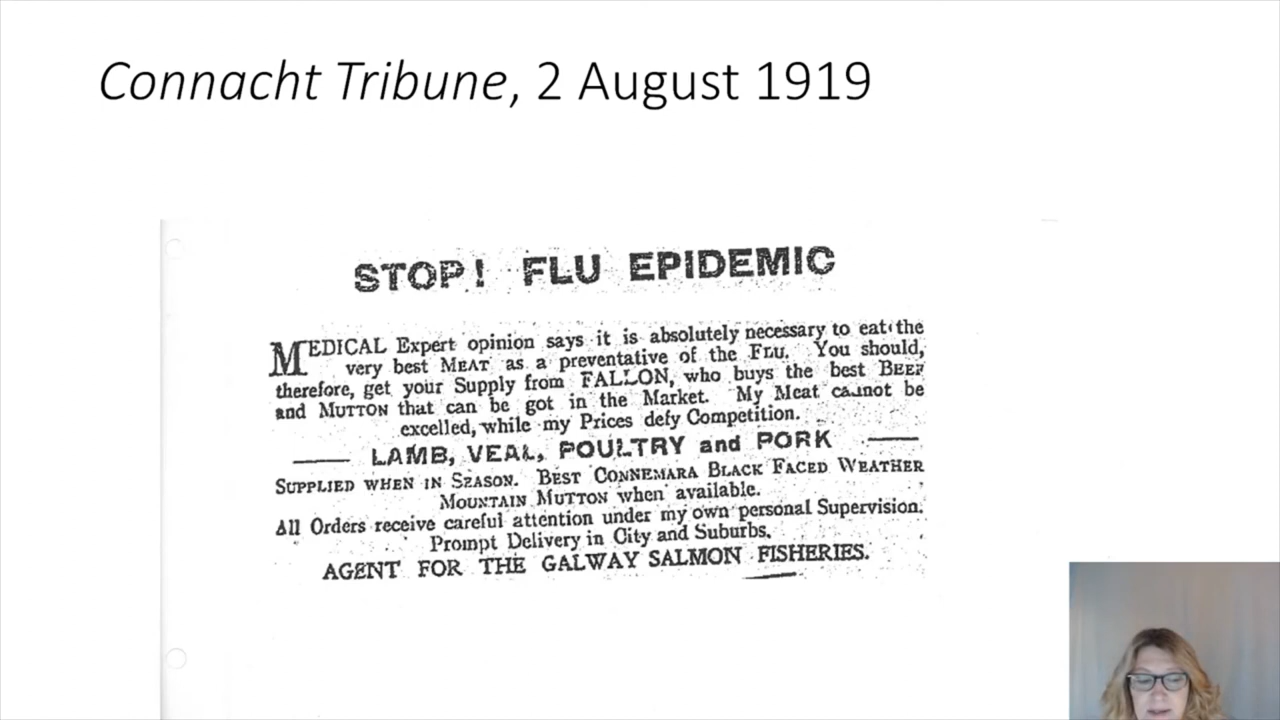 Connacht Tribune, 2 August 1919
STOP! FLU EPIDEMIC
MEDICAL Expert opinion says it is absolutely necessary to eat the
very best MEAT as a preventative of the FLU. You should,
therefore, get your Supply from FALLON, who buys the best BEEF
and MUTTON that can be got in the Market. My Meat cannot be
excelled, while my Prices defy Competition.
LAMB, VEAL, POULTRY and PORK
SUPPLIED WHEN IN SEASON. BEST CONNEMARA BLACK FACED WEATHER
MOUNTAIN MUTTON when available.
All Orders receive careful attention under my own personal Supervision.
Prompt Delivery in City and Suburbs.
AGENT FOR THE GALWAY SALMON FISHERIES.